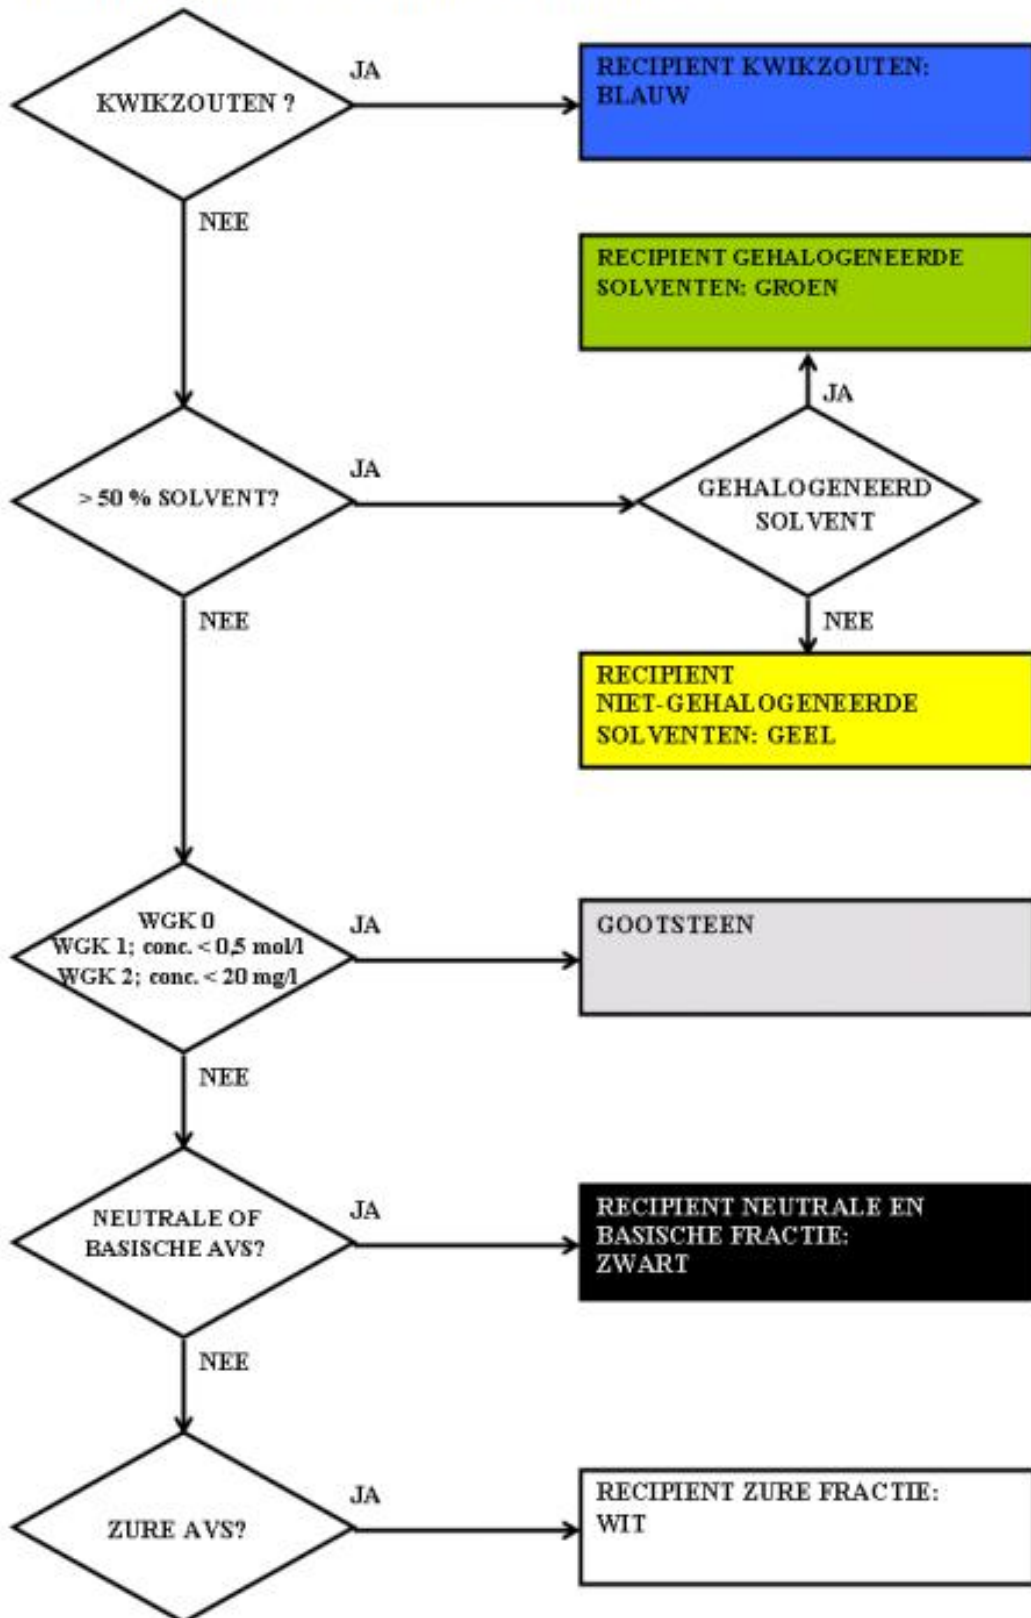 KWIKZOUTEN ?
JA
RECIPIENT KWIKZOUTEN:
BLAUW
NEE
RECIPIENT GEHALOGENEERDE
SOLVENTEN: GROEN
JA
> 50 % SOLVENT?
JA
GEHALOGENEERD
SOLVENT
NEE
NEE
RECIPIENT
NIET-GEHALOGENEERDE
SOLVENTEN: GEEL
WGK 0
WGK 1; conc. < 0,5 mol/l
WGK 2; conc. < 20 mg/l
JA
GOOTSTEEN
NEE
NEUTRALE OF
BASISCHE AVS?
JA
RECIPIENT NEUTRALE EN
BASISCHE FRACTIE:
ZWART
NEE
ZURE AVS?
JA
RECIPIENT ZURE FRACTIE:
WIT